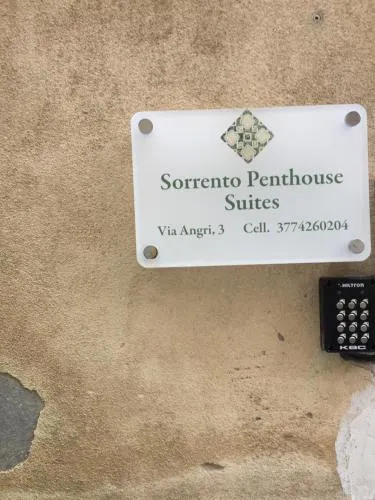 Sorrento Penthouse
Suites
Via Angri, 3 Cell. 3774260204